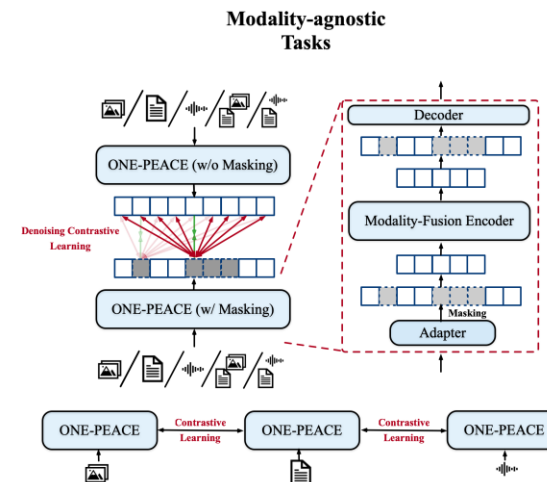 Modality-agnostic
Tasks
ONE-PEACE (w/o Masking)
Denoising Contrastive
Learning
ONE-PEACE (w/ Masking)
Decoder
Modality-Fusion Encoder
Masking
Adapter
ONE-PEACE
Contrastive
Learning
ONE-PEACE
Contrastive
Learning
ONE-PEACE